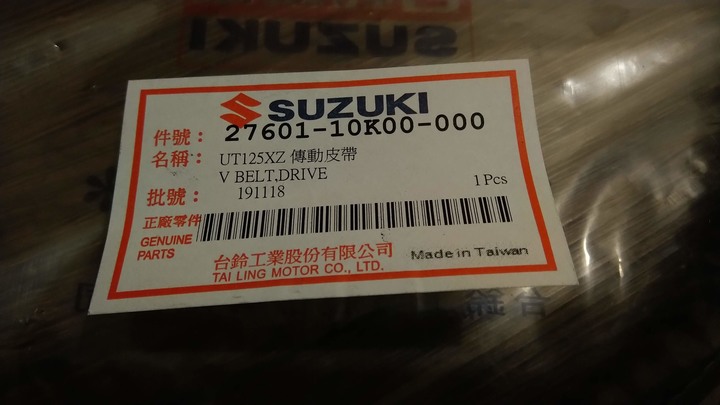 SUZUKI
SUZUKI
件號： 27601-10K00-000
名稱： UT125XZ 傳動皮帶
V BELT,DRIVE
1 Pcs
批號： 191118
正廠零件
GENUINE
PARTS
台鈴工業股份有限公司
TAI LING MOTOR CO., LTD.
Made in Taiwan
台鈴